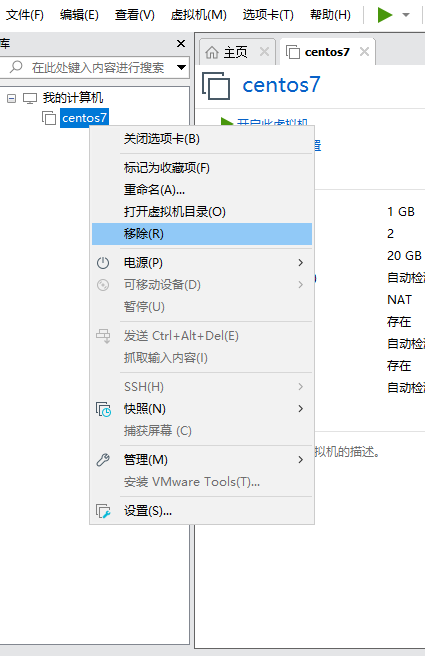 文件(F) 编辑(E) 查看(V) 虚拟机(M) 选项卡(T) 帮助(H)
库
在此处键入内容进行搜索
我的计算机
centos7
主页
centos7
centos7
开启此虚拟机
置
1 GB
2
20 GB
自动检测
NAT
存在
自动检测
存在
自动检测
拟机的描述。
关闭选项卡(B)
标记为收藏项(F)
重命名(A)...
打开虚拟机目录(O)
移除(R)
电源(P)
可移动设备(D)
暂停(U)
发送 Ctrl+Alt+Del(E)
抓取输入内容(I)
SSH(H)
快照(N)
捕获屏幕 (C)
管理(M)
安装 VMware Tools(T)...
设置(S)...